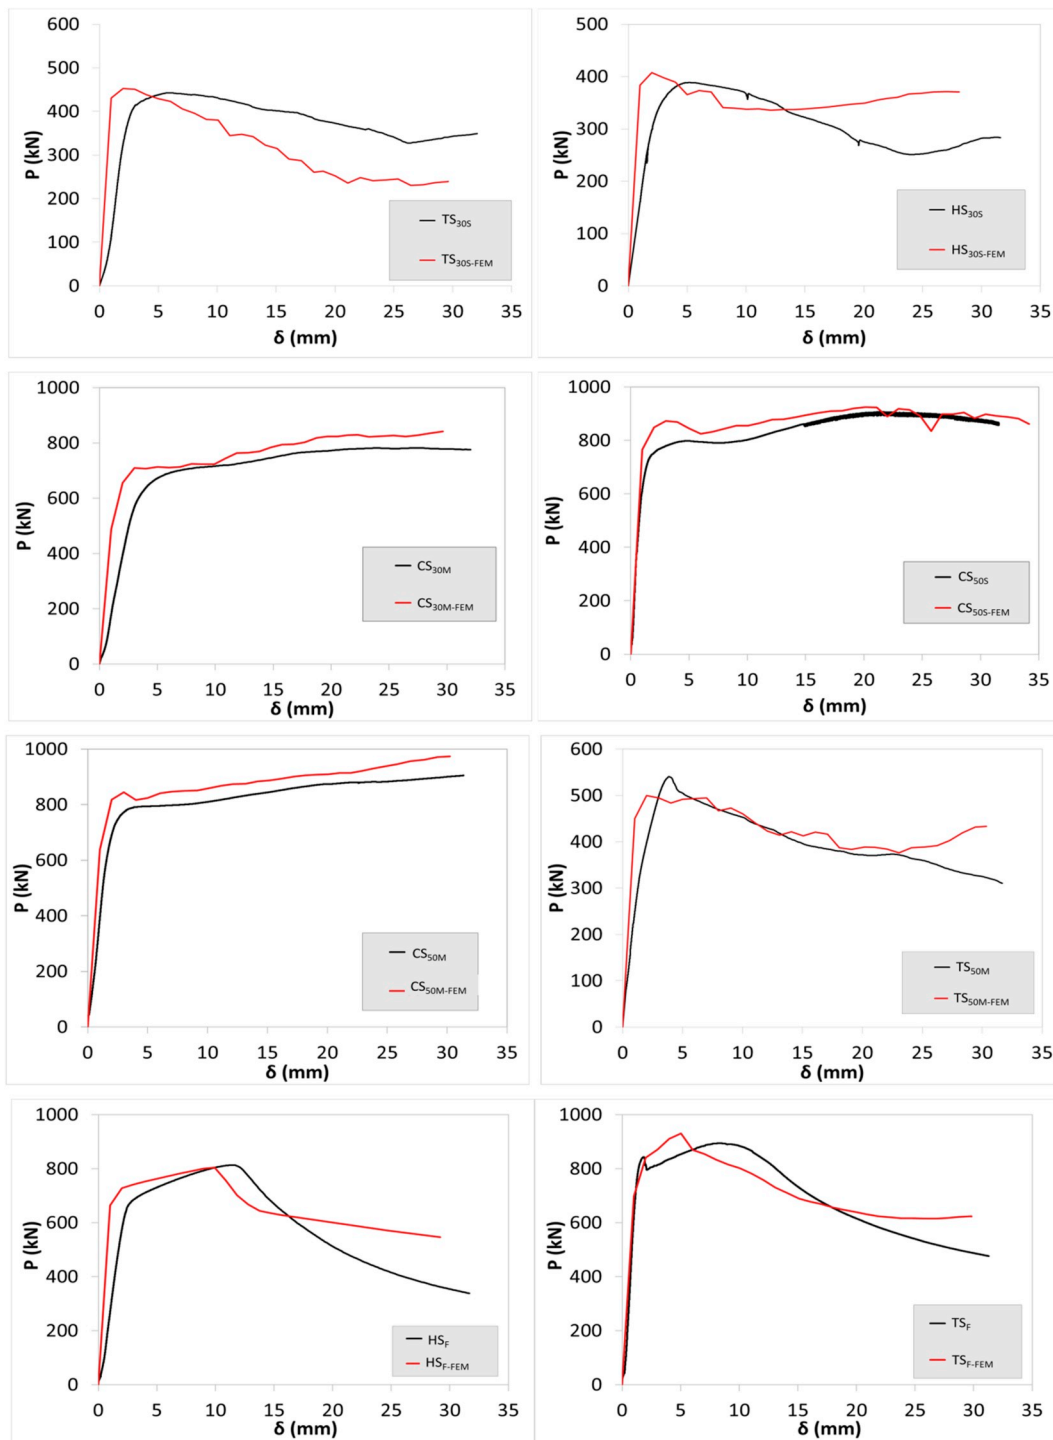 600
500
400
300
200
100
0
P (kN)
TS30S
TS30S-FEM
0 5 10 15 20 25 30 35
δ (mm)
500
400
300
200
100
0
P (kN)
HS30S
HS30S-FEM
0 5 10 15 20 25 30 35
δ (mm)
1000
800
600
400
200
0
P (kN)
CS30M
CS30M-FEM
0 5 10 15 20 25 30 35
δ (mm)
1000
800
600
400
200
0
P (kN)
CS50S
CS50S-FEM
0 5 10 15 20 25 30 35
δ (mm)
1000
800
600
400
200
0
P (kN)
CS50M
CS50M-FEM
0 5 10 15 20 25 30 35
δ (mm)
600
500
400
300
200
100
0
P (kN)
TS50M
TS50M-FEM
0 5 10 15 20 25 30 35
δ (mm)
1000
800
600
400
200
0
P (kN)
HSF
HSF-FEM
0 5 10 15 20 25 30 35
δ (mm)
1000
800
600
400
200
0
P (kN)
TSF
TSF-FEM
0 5 10 15 20 25 30 35
δ (mm)